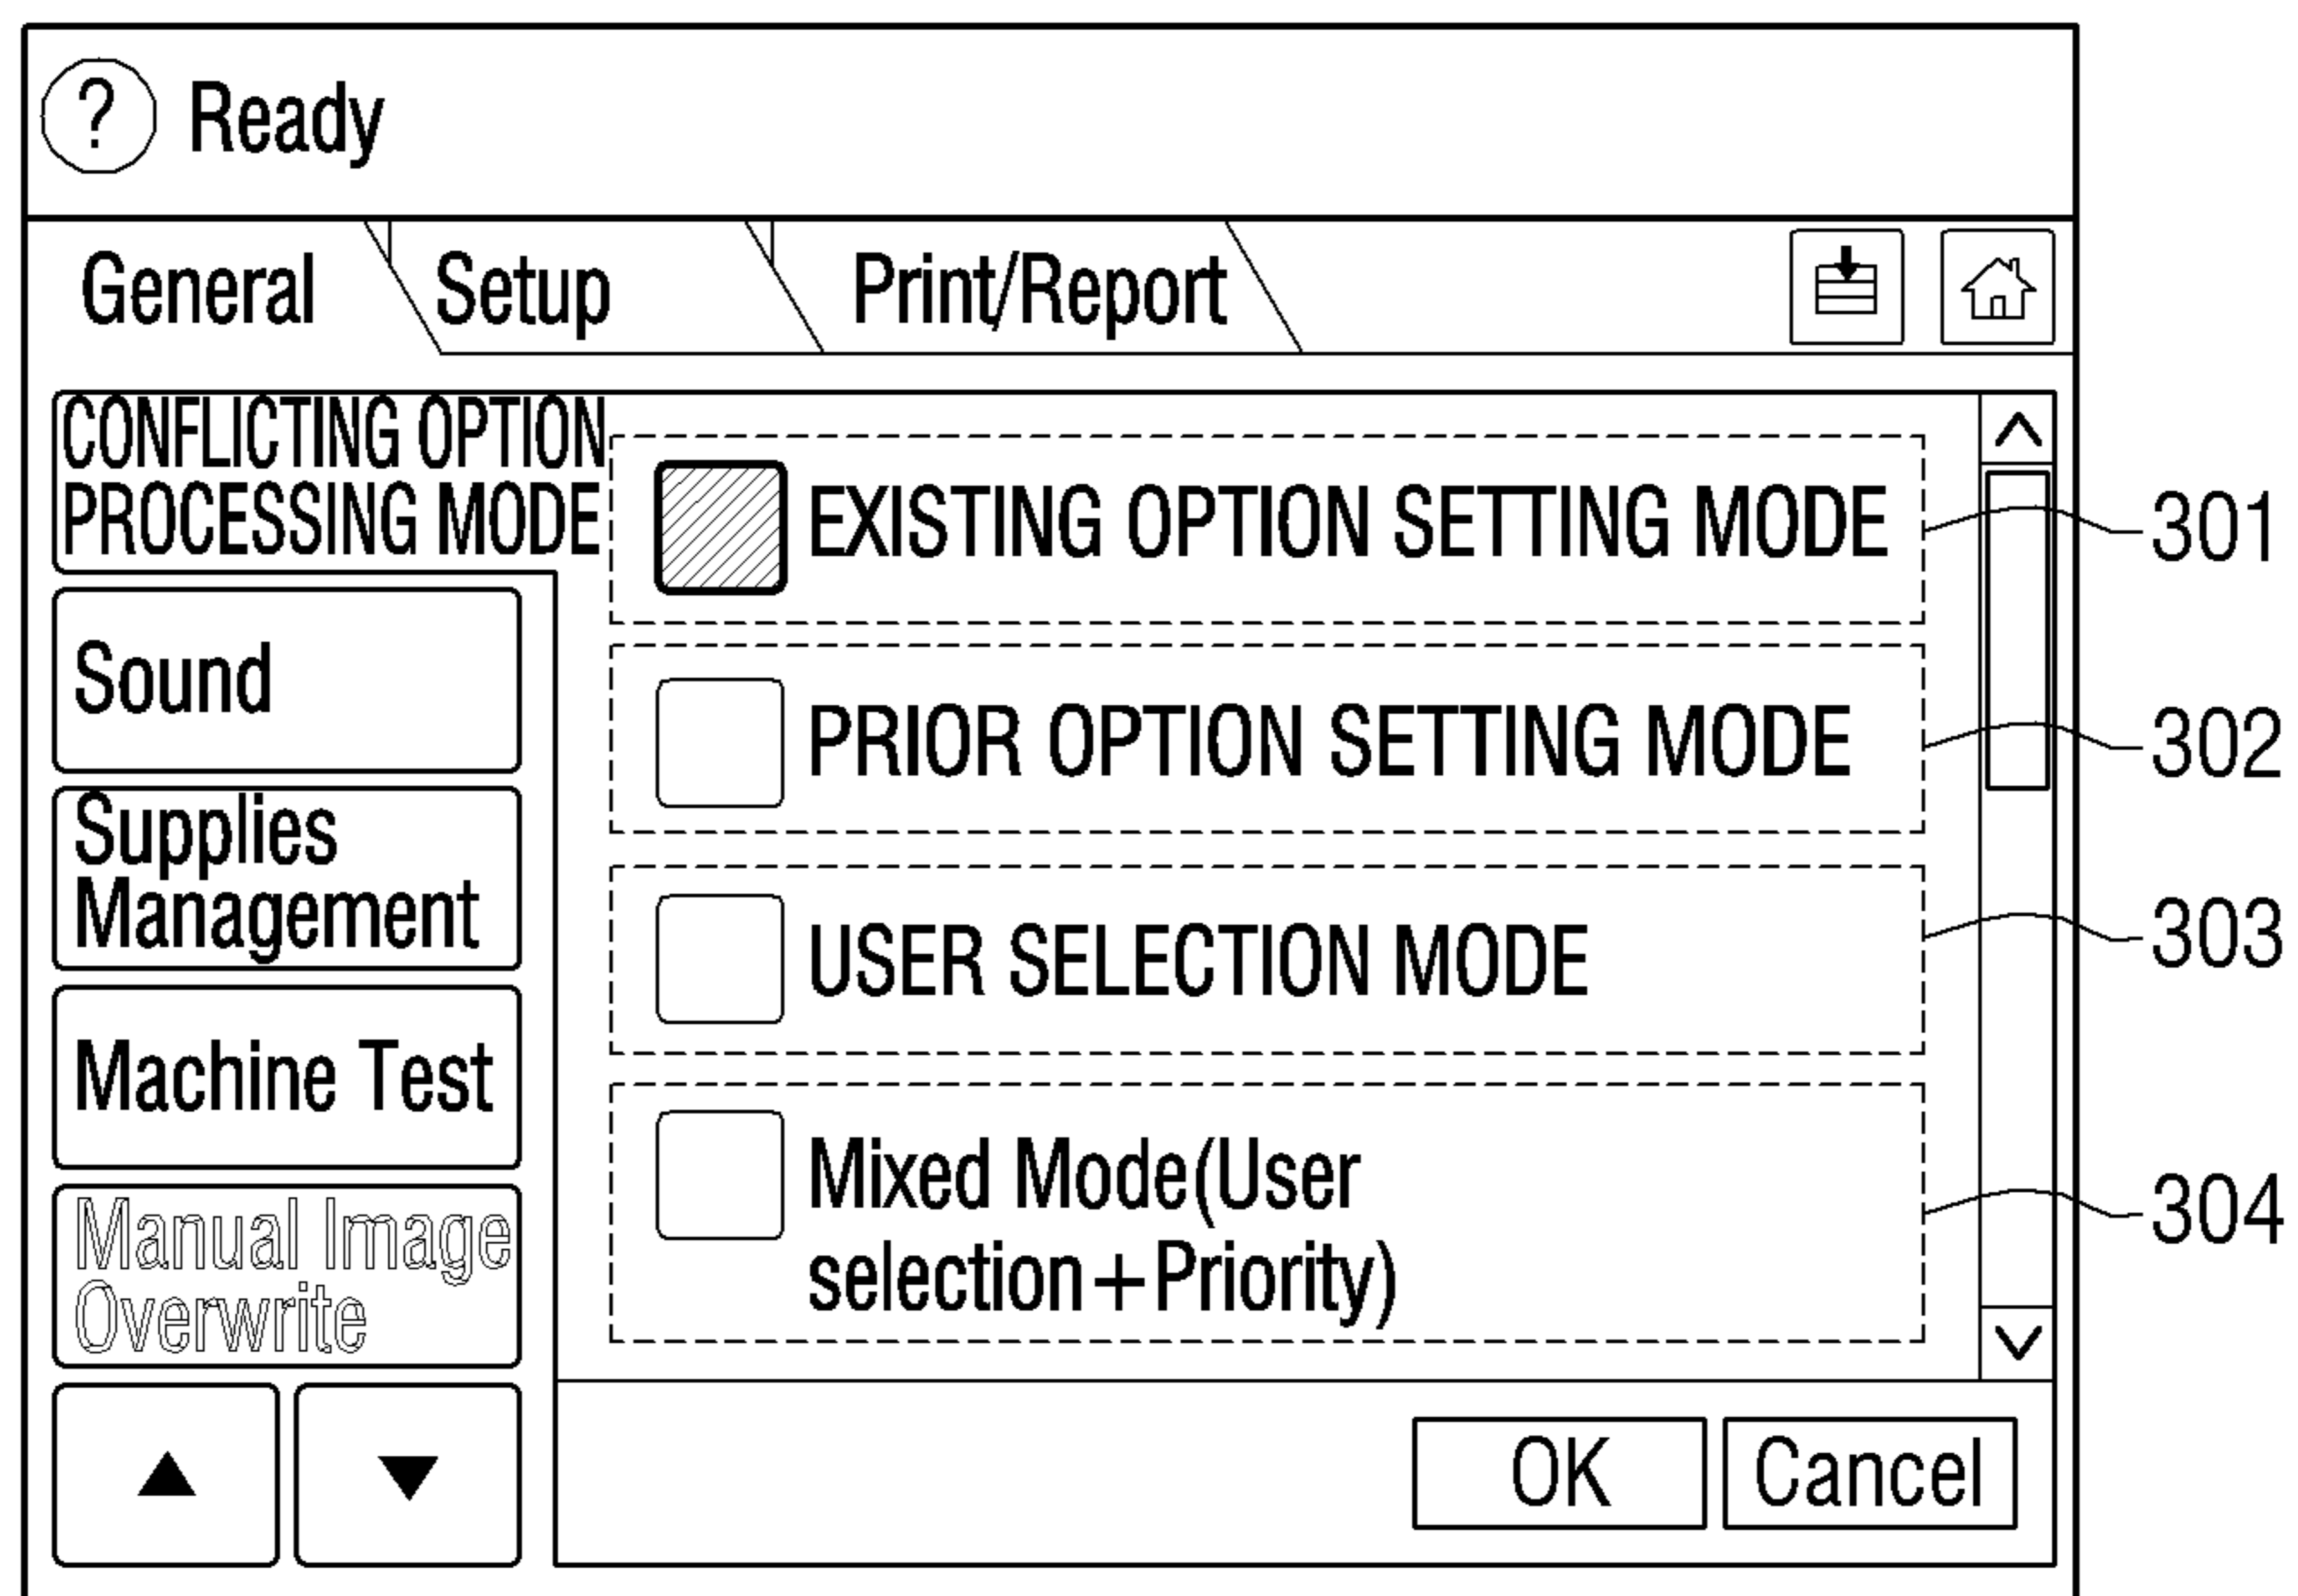 ? Ready
General Setup Print/Report
CONFLICTING OPTION
PROCESSING MODE
Sound
Supplies
Management
Machine Test
Manual Image
Overwrite
EXISTING OPTION SETTING MODE
301
PRIOR OPTION SETTING MODE
302
USER SELECTION MODE
303
Mixed Mode(User
selection+Priority)
304
OK Cancel